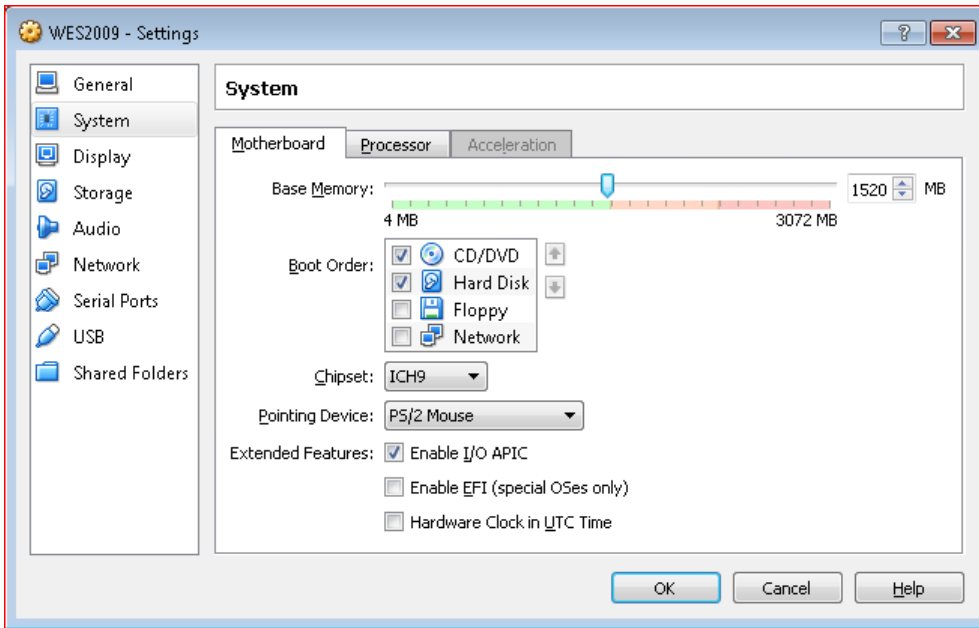 WES2009 - Settings
General
System
Display
Storage
Audio
Network
Serial Ports
USB
Shared Folders
System
Motherboard Processor Acceleration
Base Memory: 1520 MB
4 MB 3072 MB
Boot Order: CD/DVD
Hard Disk
Floppy
Network
Chipset: ICH9
Pointing Device: PS/2 Mouse
Extended Features: Enable I/O APIC
Enable EFI (special OSes only)
Hardware Clock in UTC Time
OK Cancel Help